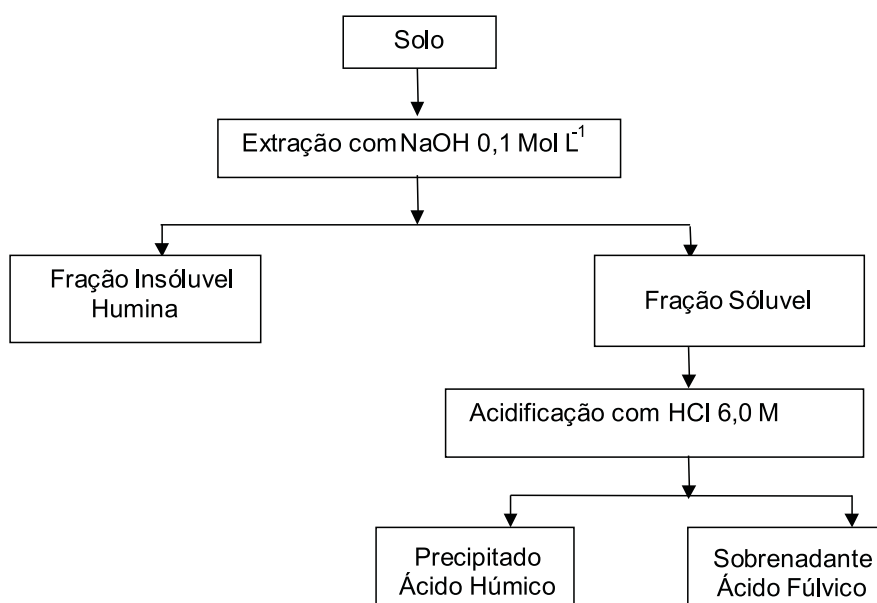 Solo
Extração com NaOH 0,1 Mol L-1
Fração Insóluvel
Humina
Fração Sóluvel
Acidificação com HCl 6,0 M
Precipitado
Ácido Húmico
Sobrenadante
Ácido Fúlvico